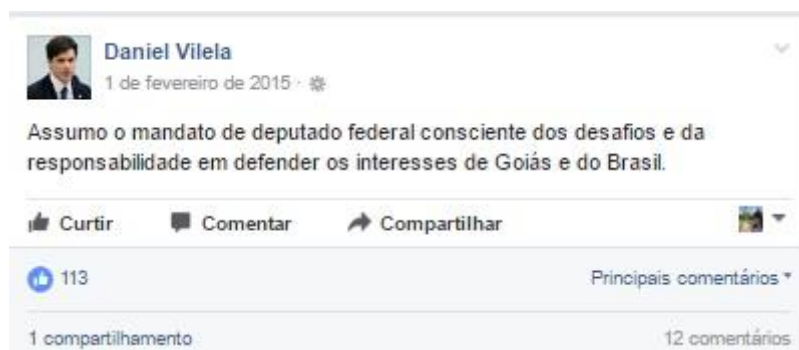 Daniel Vilela
1 de fevereiro de 2015 ·
Assumo o mandato de deputado federal consciente dos desafios e da
responsabilidade em defender os interesses de Goiás e do Brasil.
Curtir Comentar Compartilhar
113 Principais comentários
1 compartilhamento 12 comentários